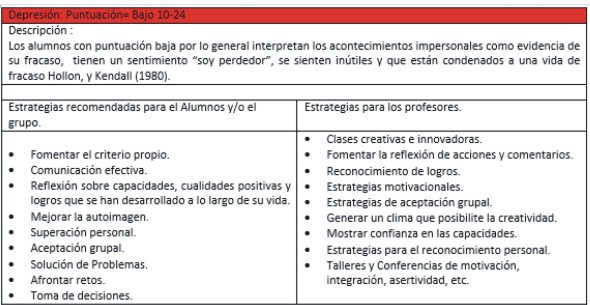 Depresión: Puntuación= Bajo 10-24
Descripción :
Los alumnos con puntuación baja por lo general interpretan los acontecimientos impersonales como evidencia de
su fracaso, tienen un sentimiento “soy perdedor”, se sienten inútiles y que están condenados a una vida de
fracaso Hollon, y Kendall (1980).
Estrategias recomendadas para el Alumnos y/o el
grupo.
• Fomentar el criterio propio.
• Comunicación efectiva.
• Reflexión sobre capacidades, cualidades positivas y
logros que se han desarrollado a lo largo de su vida.
• Mejorar la autoimagen.
• Superación personal.
• Aceptación grupal.
• Solución de Problemas.
• Afrontar retos.
• Toma de decisiones.
Estrategias para los profesores.
• Clases creativas e innovadoras.
• Fomentar la reflexión de acciones y comentarios.
• Reconocimiento de logros.
• Estrategias motivacionales.
• Estrategias de aceptación grupal.
• Generar un clima que posibilite la creatividad.
• Mostrar confianza en las capacidades.
• Estrategias para el reconocimiento personal.
• Talleres y Conferencias de motivación,
integración, asertividad, etc.